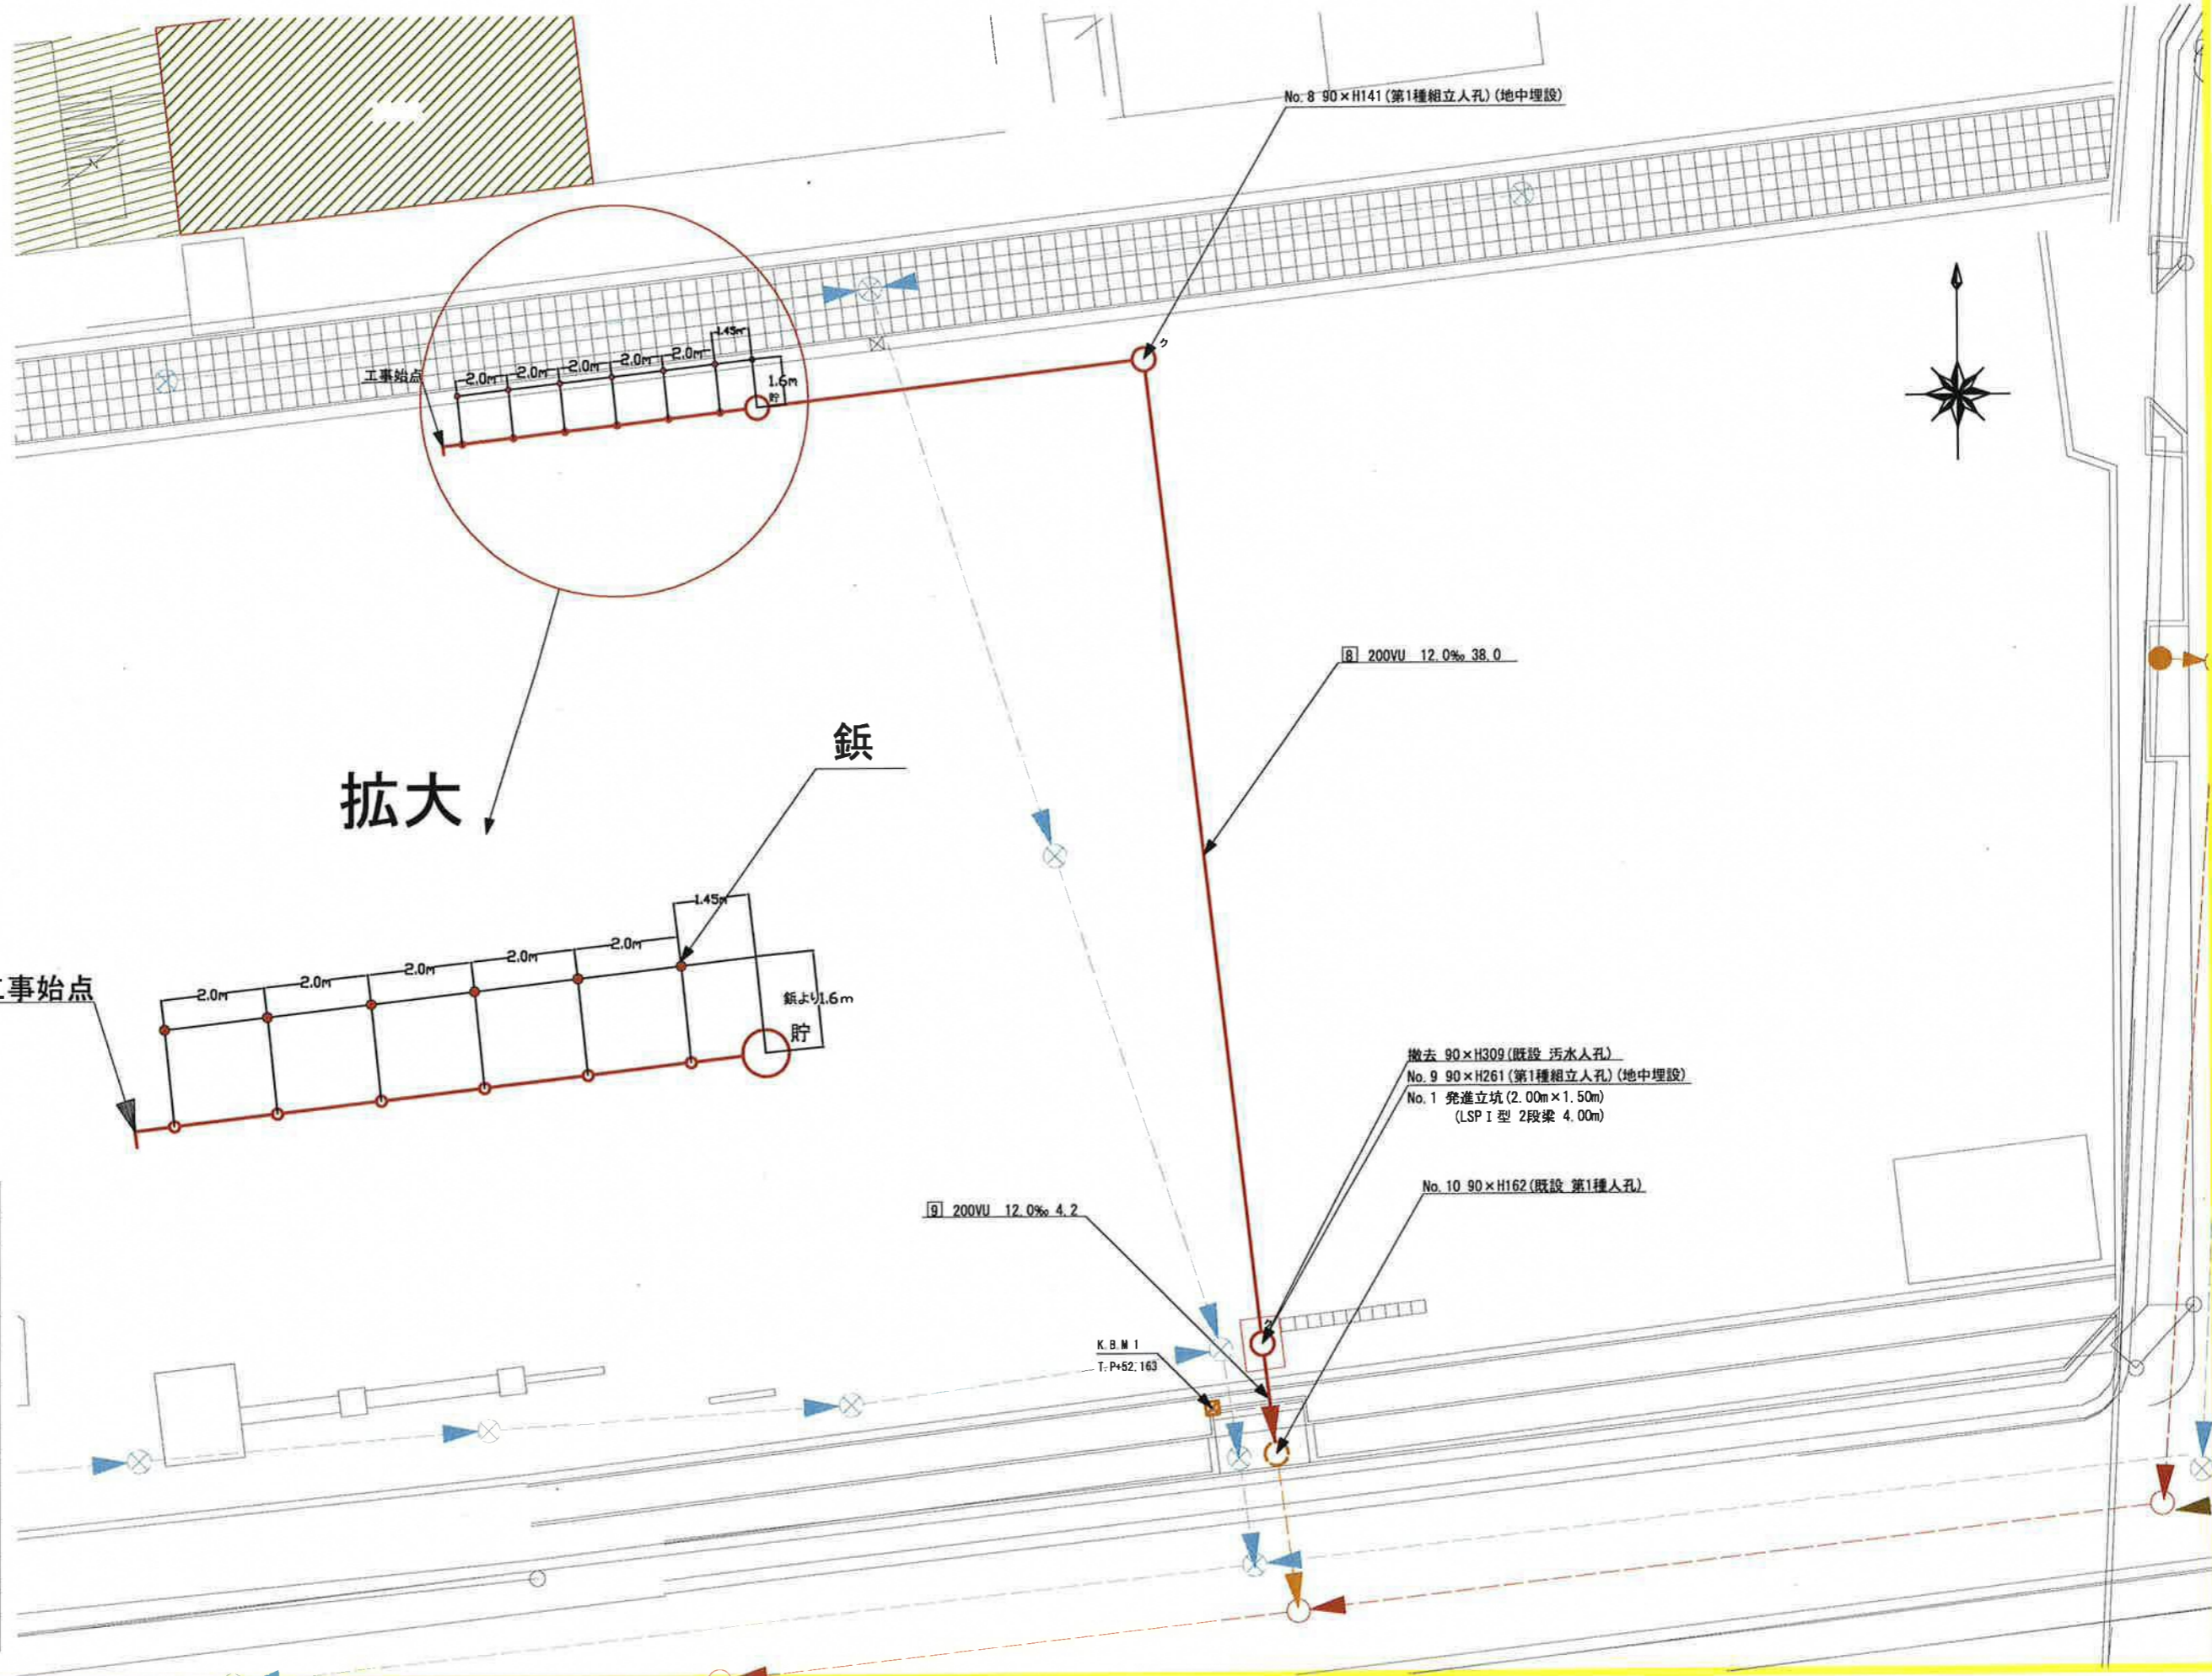 No. 8 90×H141(第1種組立人孔)(地中埋設)
ク
1.45m
2.0m 2.0m 2.0m 2.0m 2.0m
工事始点
1.6m
貯
8 200VU 12.0‰ 38.0
鋲
拡大
1.45m
2.0m 2.0m 2.0m 2.0m 2.0m
事始点
鋲より1.6m
貯
撤去 90×H309(既設 汚水人孔)
No. 9 90×H261(第1種組立人孔)(地中埋設)
No. 1 発進立坑(2.00m×1.50m)
(LSPⅠ型 2段梁 4.00m)
No. 10 90×H162(既設 第1種人孔)
9 200VU 12.0‰ 4.2
K.B.M 1
T.P+52.163